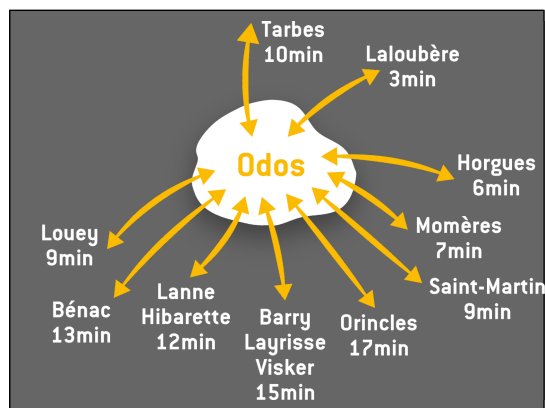 Tarbes
10min
Laloubère
3min
Odos
Horgues
6min
Momères
7min
Saint-Martin
9min
Louey
9min
Bénac
13min
Lanne
Hibarette
12min
Barry
Layrisse
Visker
15min
Orincles
17min